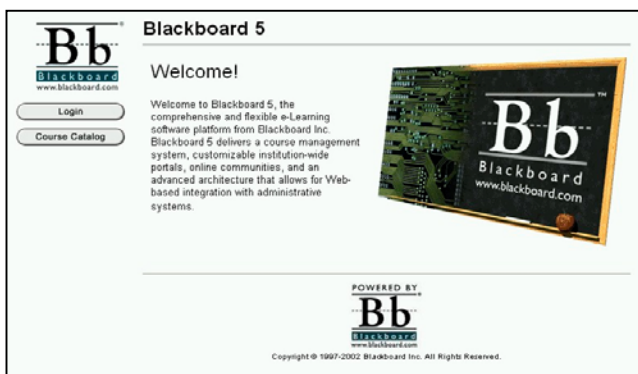 Bb
Blackboard
www.blackboard.com
Login
Course Catalog
Blackboard 5
Welcome!
Welcome to Blackboard 5, the
comprehensive and flexible e-Learning
software platform from Blackboard Inc.
Blackboard 5 delivers a course management
system, customizable institution-wide
portals, online communities, and an
advanced architecture that allows for Web-
based integration with administrative
systems.
Bb™
Blackboard
www.blackboard.com
POWERED BY
Bb®
Blackboard
www.blackboard.com
Copyright © 1997-2002 Blackboard Inc. All Rights Reserved.